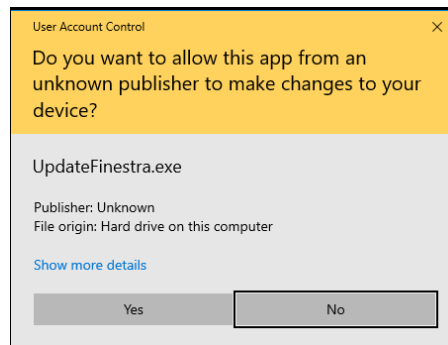 User Account Control
Do you want to allow this app from an
unknown publisher to make changes to your
device?
UpdateFinestra.exe
Publisher: Unknown
File origin: Hard drive on this computer
Show more details
Yes
No